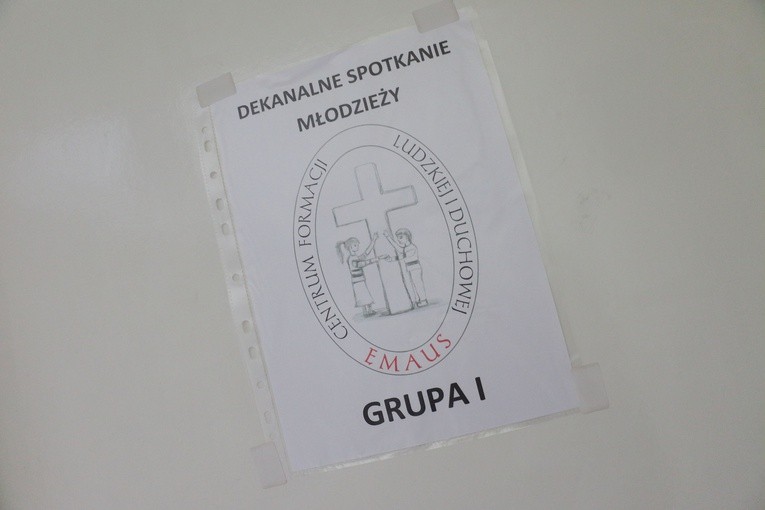 DEKANALNE SPOTKANIE
MŁODZIEŻY
CENTRUM FORMACJI
LUDZKIEJ I DUCHOWEJ
EMAUS
GRUPA I